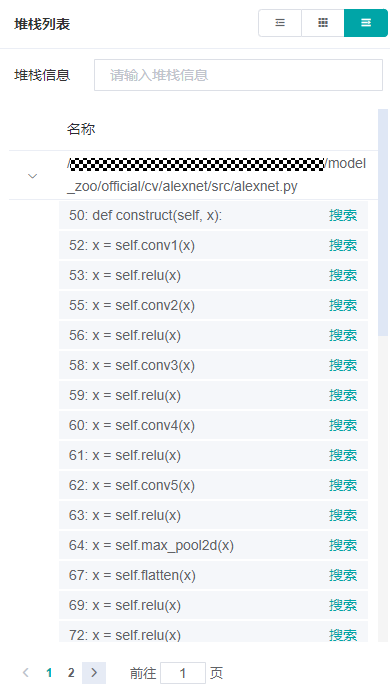 堆栈列表
堆栈信息 请输入堆栈信息
名称
/ /model
_zoo/official/cv/alexnet/src/alexnet.py
50: def construct(self, x): 搜索
52: x = self.conv1(x) 搜索
53: x = self.relu(x) 搜索
55: x = self.conv2(x) 搜索
56: x = self.relu(x) 搜索
58: x = self.conv3(x) 搜索
59: x = self.relu(x) 搜索
60: x = self.conv4(x) 搜索
61: x = self.relu(x) 搜索
62: x = self.conv5(x) 搜索
63: x = self.relu(x) 搜索
64: x = self.max_pool2d(x) 搜索
67: x = self.flatten(x) 搜索
69: x = self.relu(x) 搜索
72: x = self.relu(x) 搜索
1 2 前往 1 页